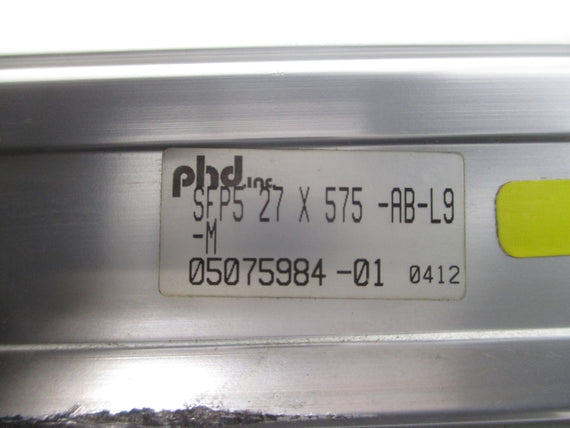 phd, inc.
SFP5 27 X 575 -AB-L9
-M
05075984-01 0412